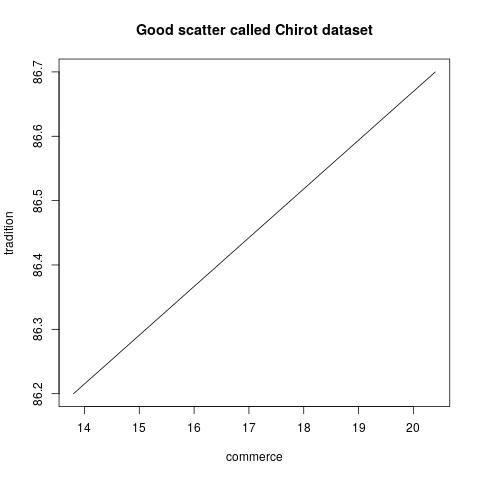 Good scatter called Chirot dataset
86.7
86.6
86.5
86.4
86.3
86.2
tradition
14 15 16 17 18 19 20
commerce